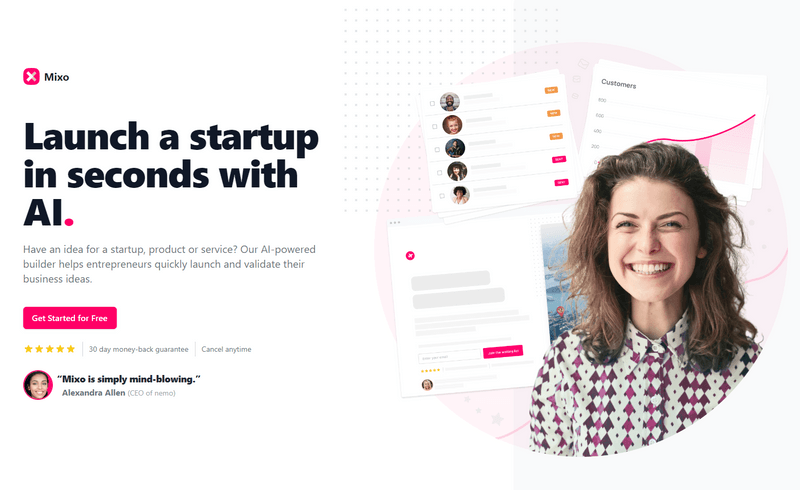 Mixo
Launch a startup
in seconds with
AI.
Have an idea for a startup, product or service? Our AI-powered
builder helps entrepreneurs quickly launch and validate their
business ideas.
Get Started for Free
30 day money-back guarantee
Cancel anytime
“Mixo is simply mind-blowing.“
Alexandra Allen (CEO of nemo)
Customers
800
600
400
200
Enter your email
Join the waiting list